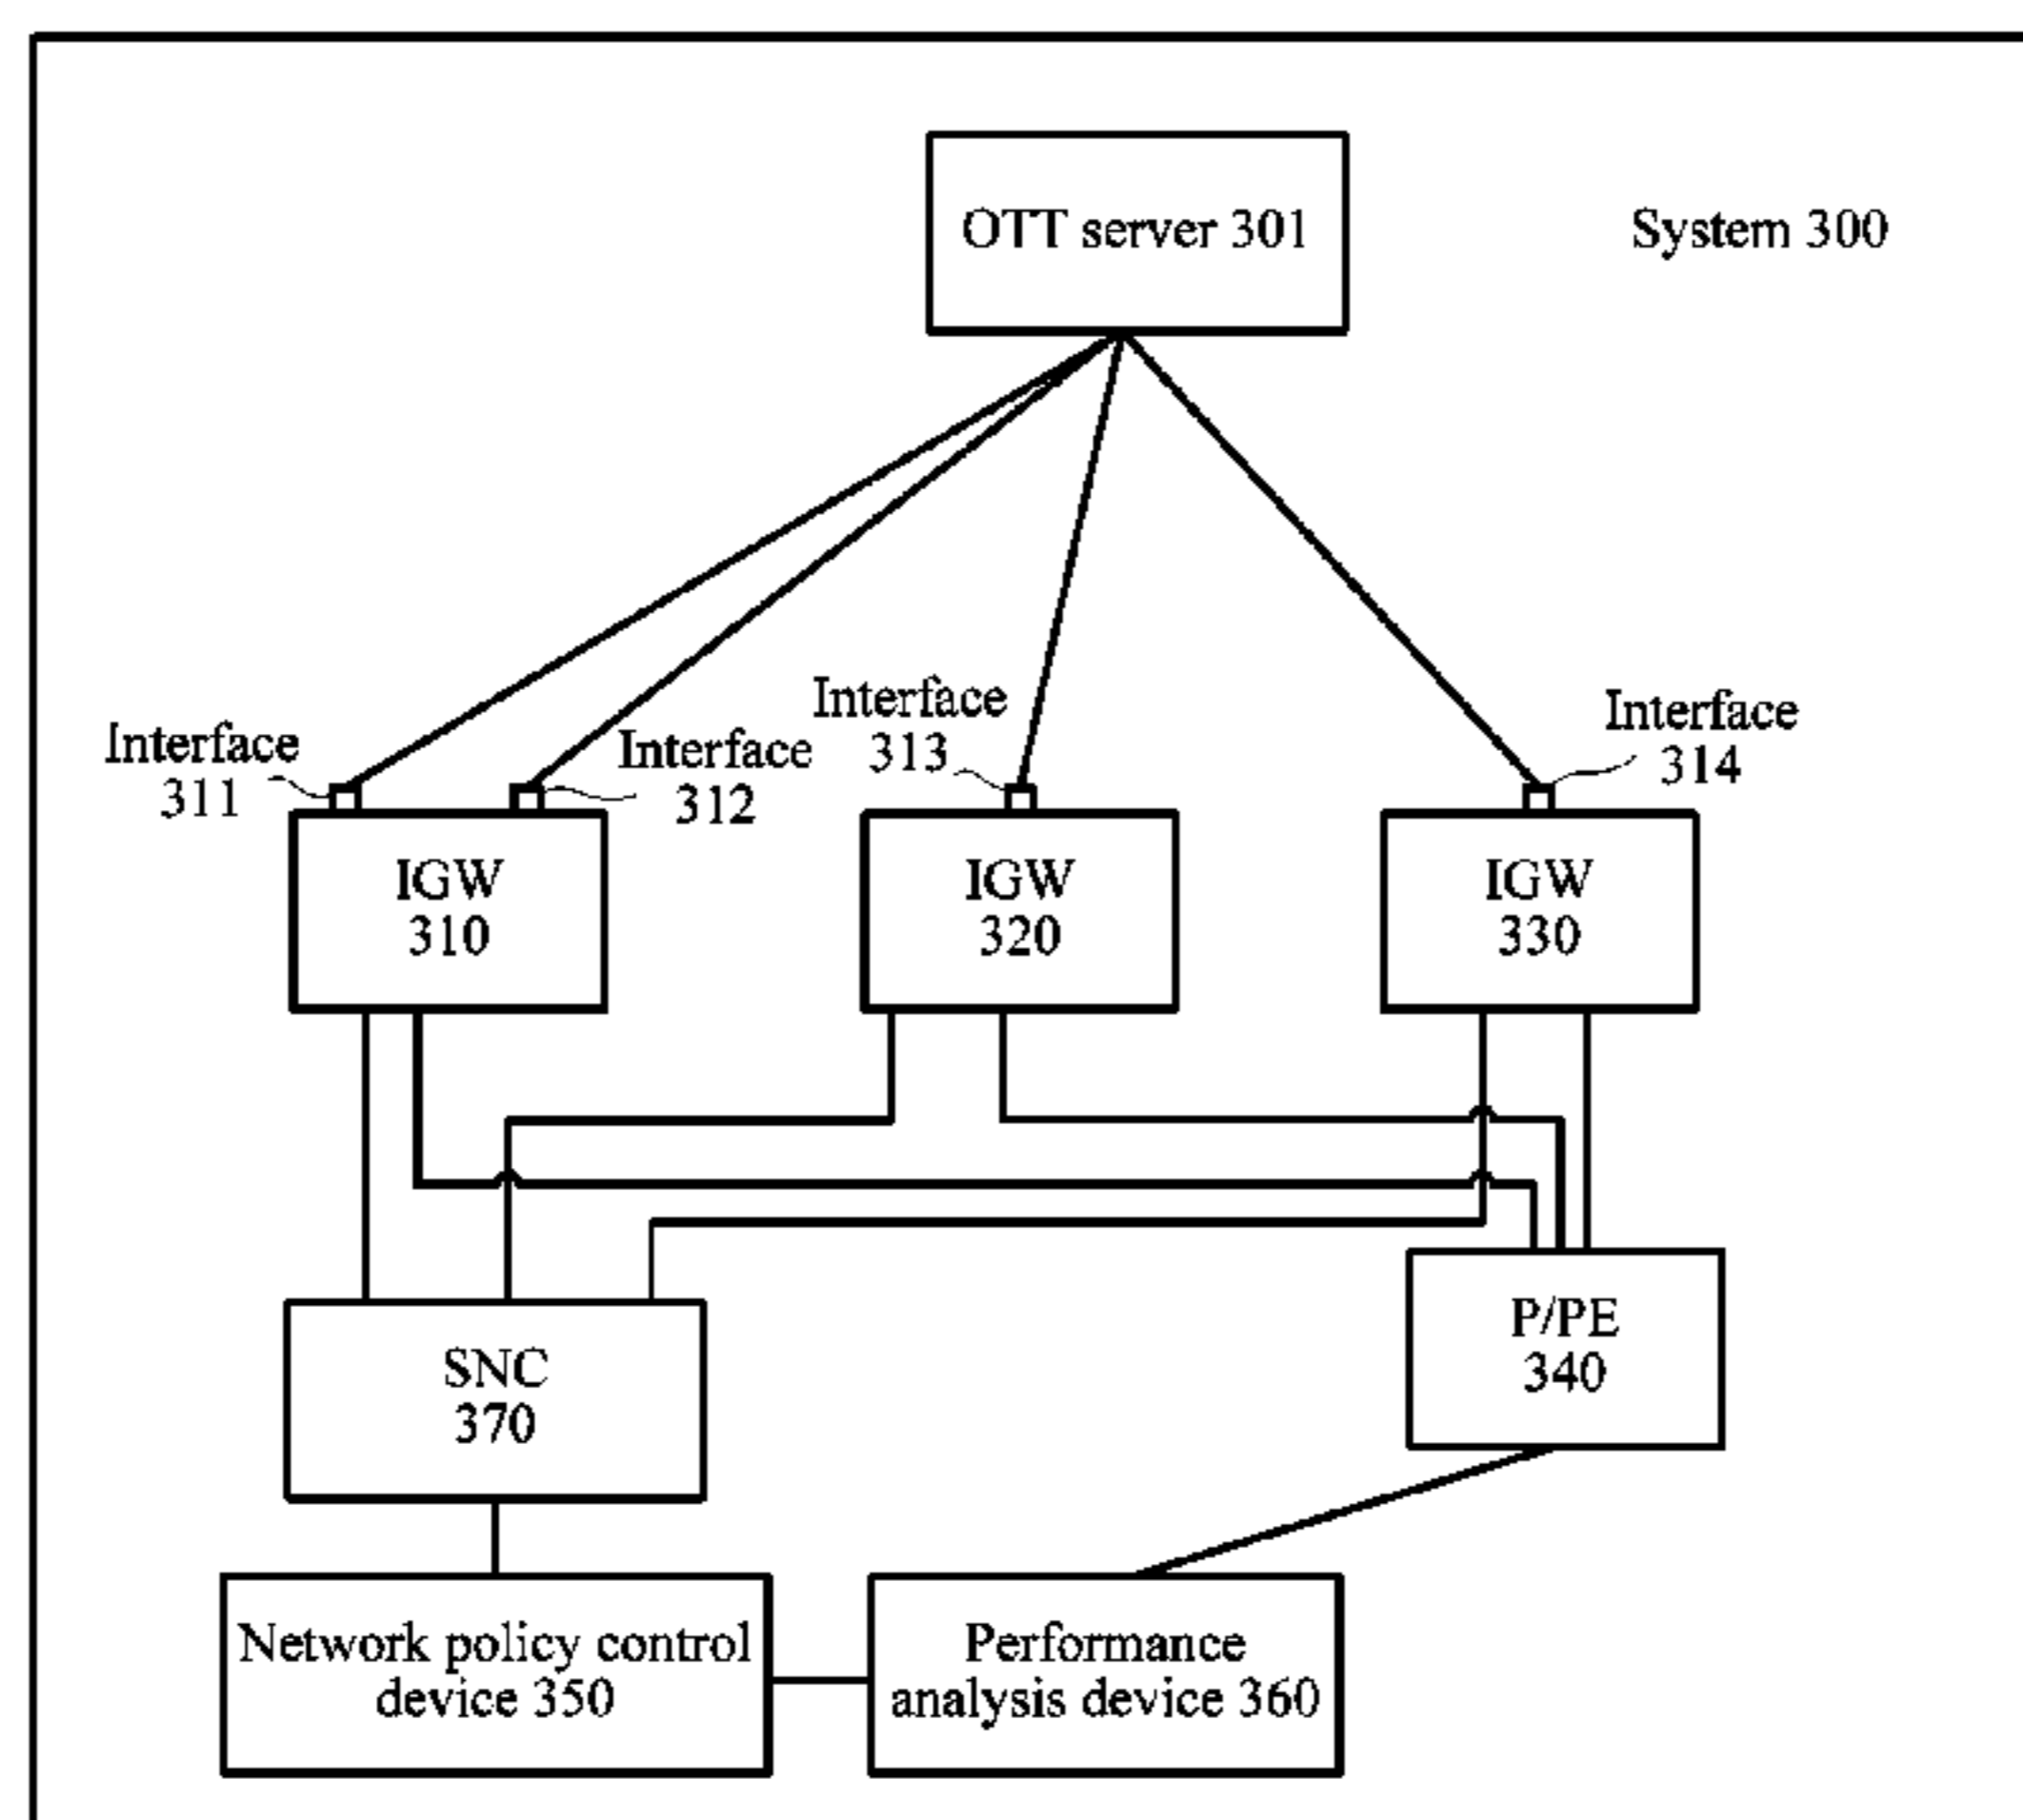 OTT server 301
System 300
Interface
311
Interface
312
Interface
313
Interface
314
IGW
310
IGW
320
IGW
330
SNC
370
P/PE
340
Network policy control
device 350
Performance
analysis device 360